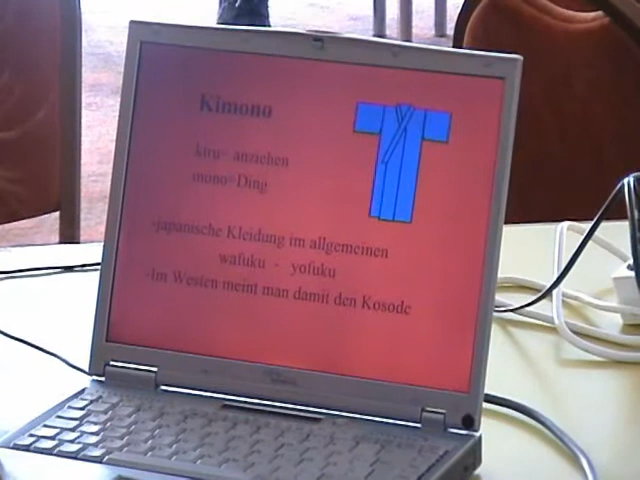 Kimono
kiru= anziehen
mono=Ding
-japanische Kleidung im allgemeinen
wafuku - yofuku
-Im Westen meint man damit den Kosode